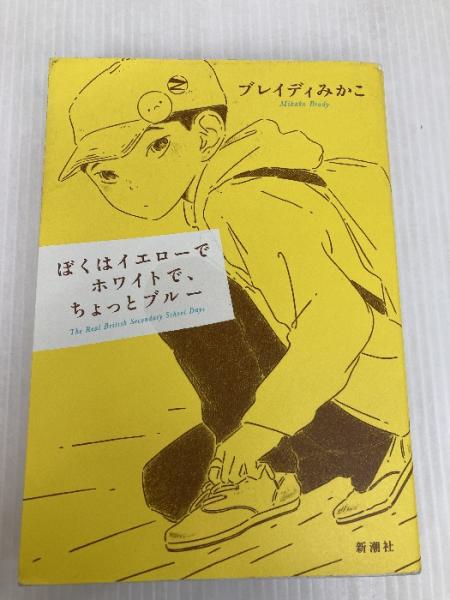 ブレイディみかこ
Mikako Brady
ぼくはイエローで
ホワイトで、
ちょっとブルー
The Real British Secondary School Days
新潮社